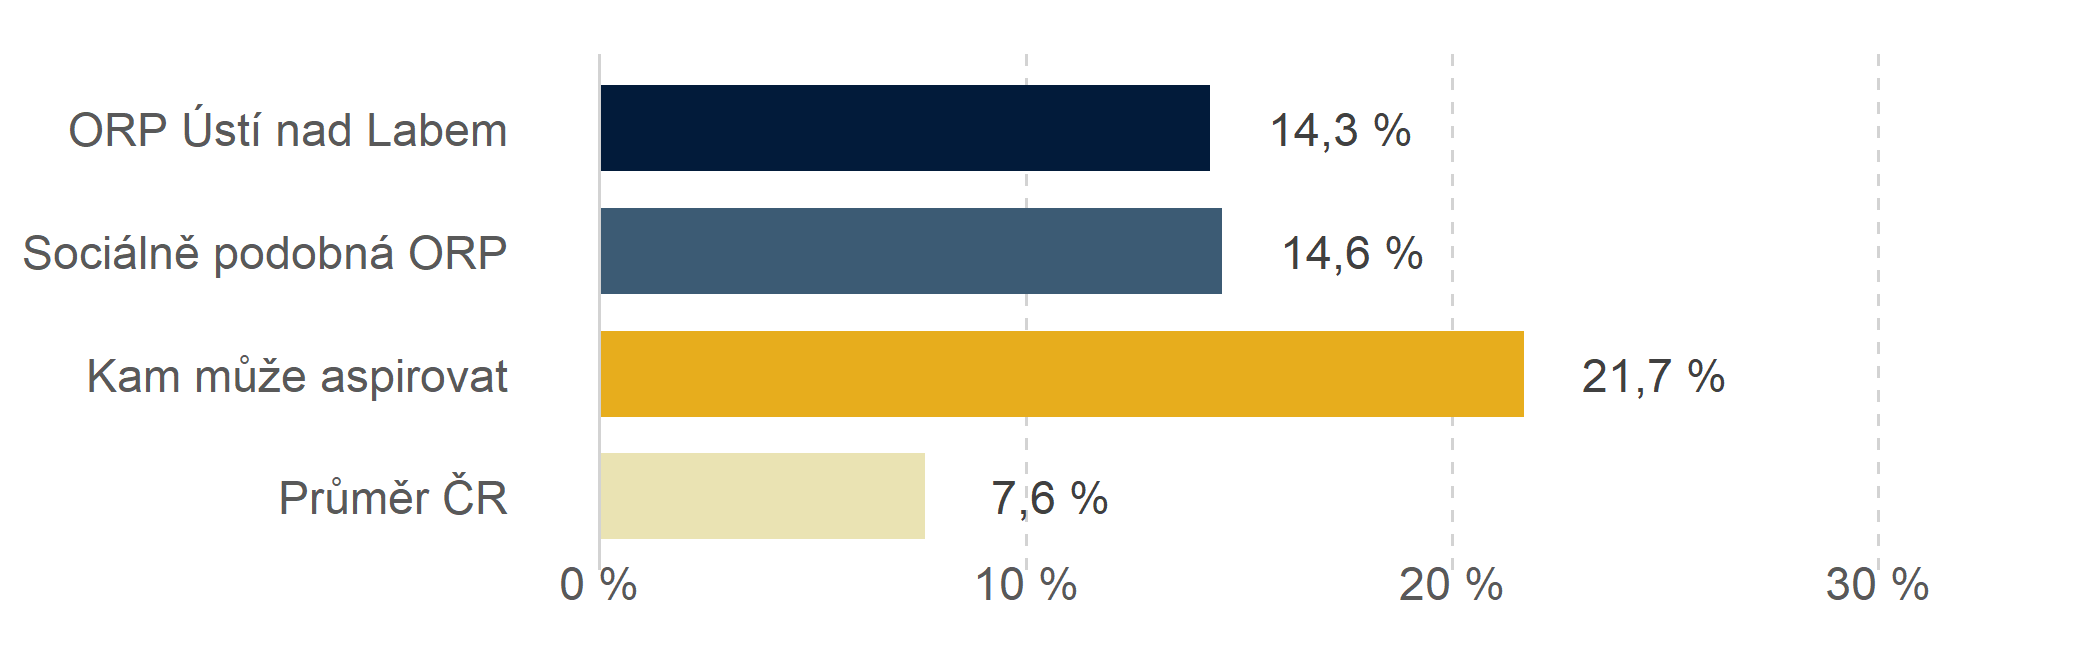 ORP Ústí nad Labem
14,3 %
Sociálně podobná ORP
14,6 %
Kam může aspirovat
21,7 %
Průměr ČR
7,6 %
0 %
10 %
20 %
30 %